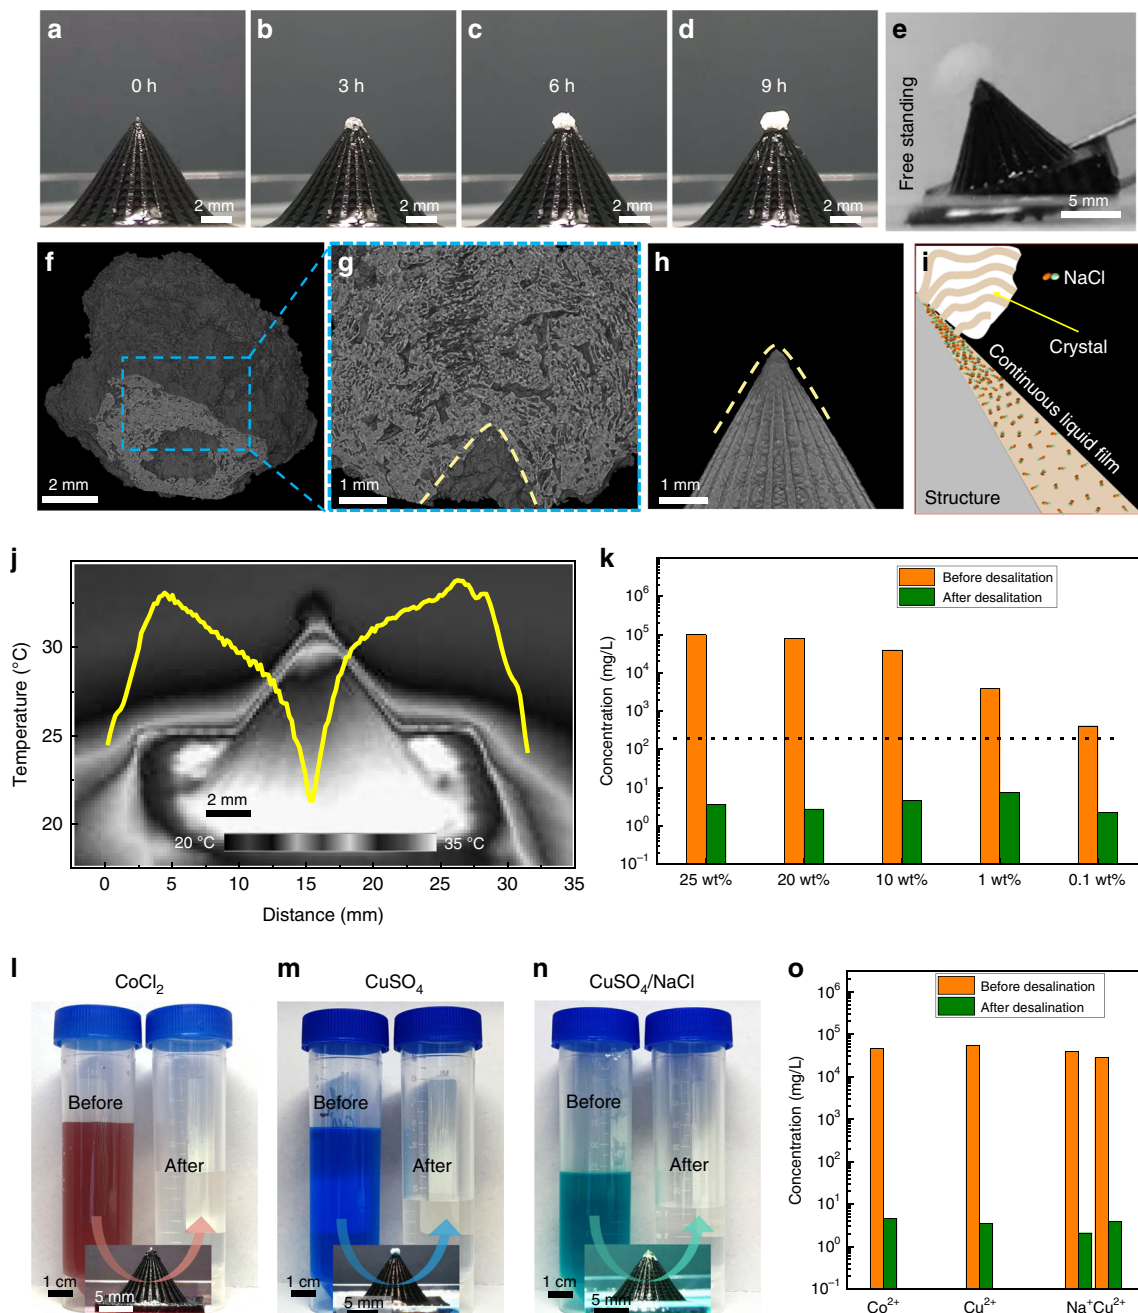 a
0 h
2 mm
b
3 h
2 mm
c
6 h
2 mm
d
9 h
2 mm
e
Free standing
5 mm
f
2 mm
g
1 mm
h
1 mm
i
NaCl
Crystal
Continuous liquid film
Structure
j
Temperature (°C)
30
25
20
2 mm
20 °C
35 °C
0
5
10
15
20
25
30
35
Distance (mm)
k
Before desalitation
After desalitation
Concentration (mg/L)
10⁶
10⁵
10⁴
10³
10²
10¹
10⁰
10⁻¹
25 wt%
20 wt%
10 wt%
1 wt%
0.1 wt%
l
CoCl₂
Before
After
1 cm
5 mm
m
CuSO₄
Before
After
1 cm
5 mm
n
CuSO₄/NaCl
Before
After
1 cm
5 mm
o
Before desalination
After desalination
Concentration (mg/L)
10⁶
10⁵
10⁴
10³
10²
10¹
10⁰
10⁻¹
Co²⁺
Cu²⁺
Na⁺Cu²⁺